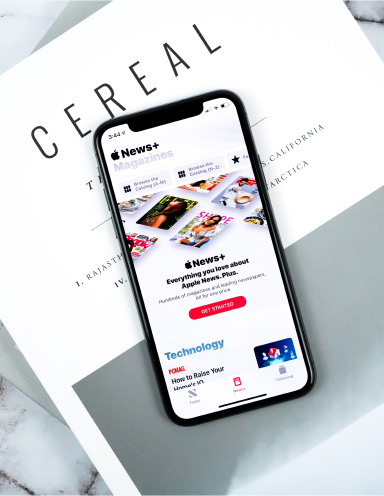 CEREAL
3:44
News+
Magazines
Browse the
Catalog (A-M)
Browse the
Catalog (N-Z)
CALIFORNIA
I. RAJASTH
ANTARCTICA
IV.
SHAPE
News+
Everything you love about
Apple News. Plus.
Hundreds of magazines and leading newspapers.
All for one price.
GET STARTED
Technology
PCMAG
How to Raise Your
Home's IQ
Today
News+
Following